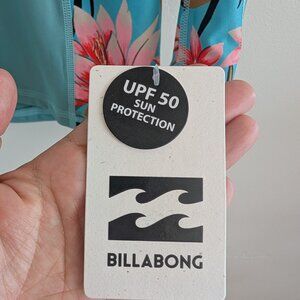 UPF 50
SUN
PROTECTION
BILLABONG